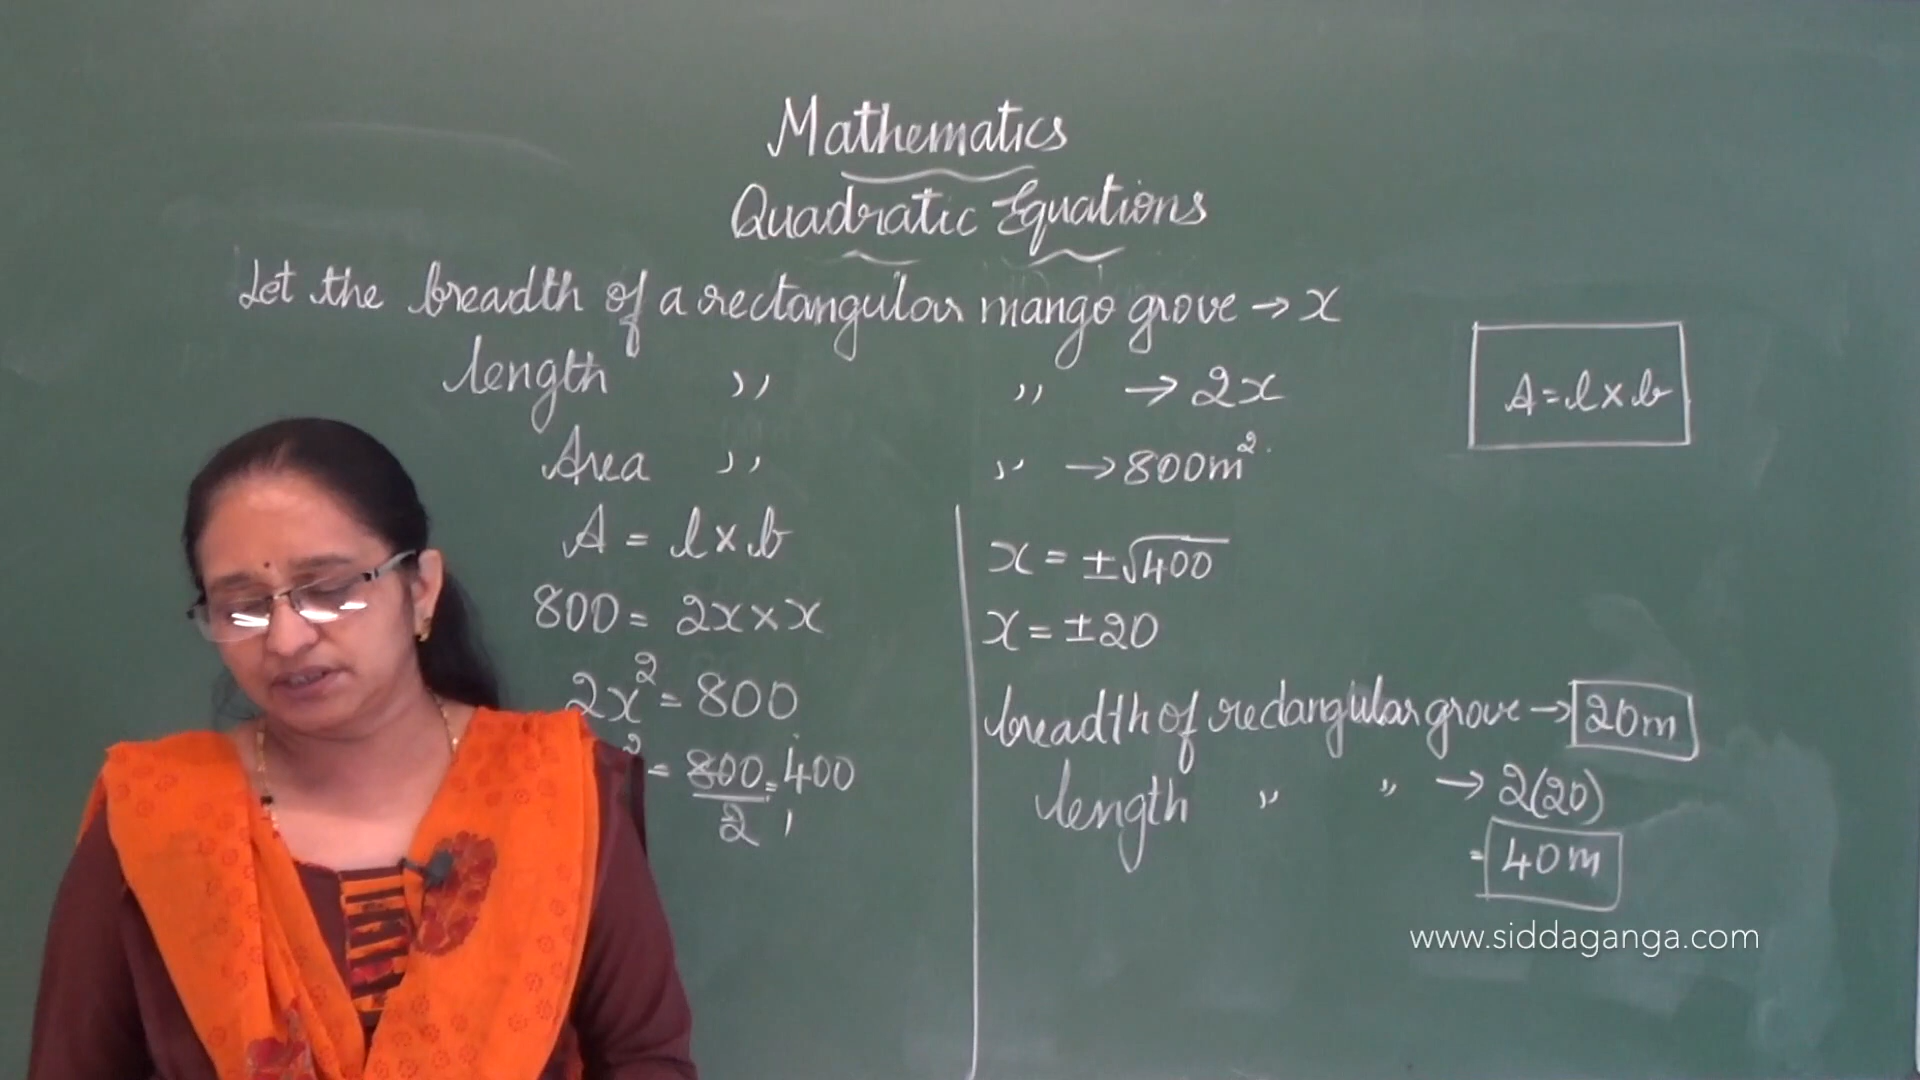 Mathematics
Quadratic Equations
Let the breadth of a rectangular mango grove → x
length ,, ,, → 2x
Area ,, ,, → 800m².
A = l x b
A = l x b
800 = 2x x x
2x² = 800
² = 800/2 = 400
x = ±√400
x = ±20
breadth of rectangular grove → 20m
length ,, ,, → 2(20)
= 40m
www.siddaganga.com